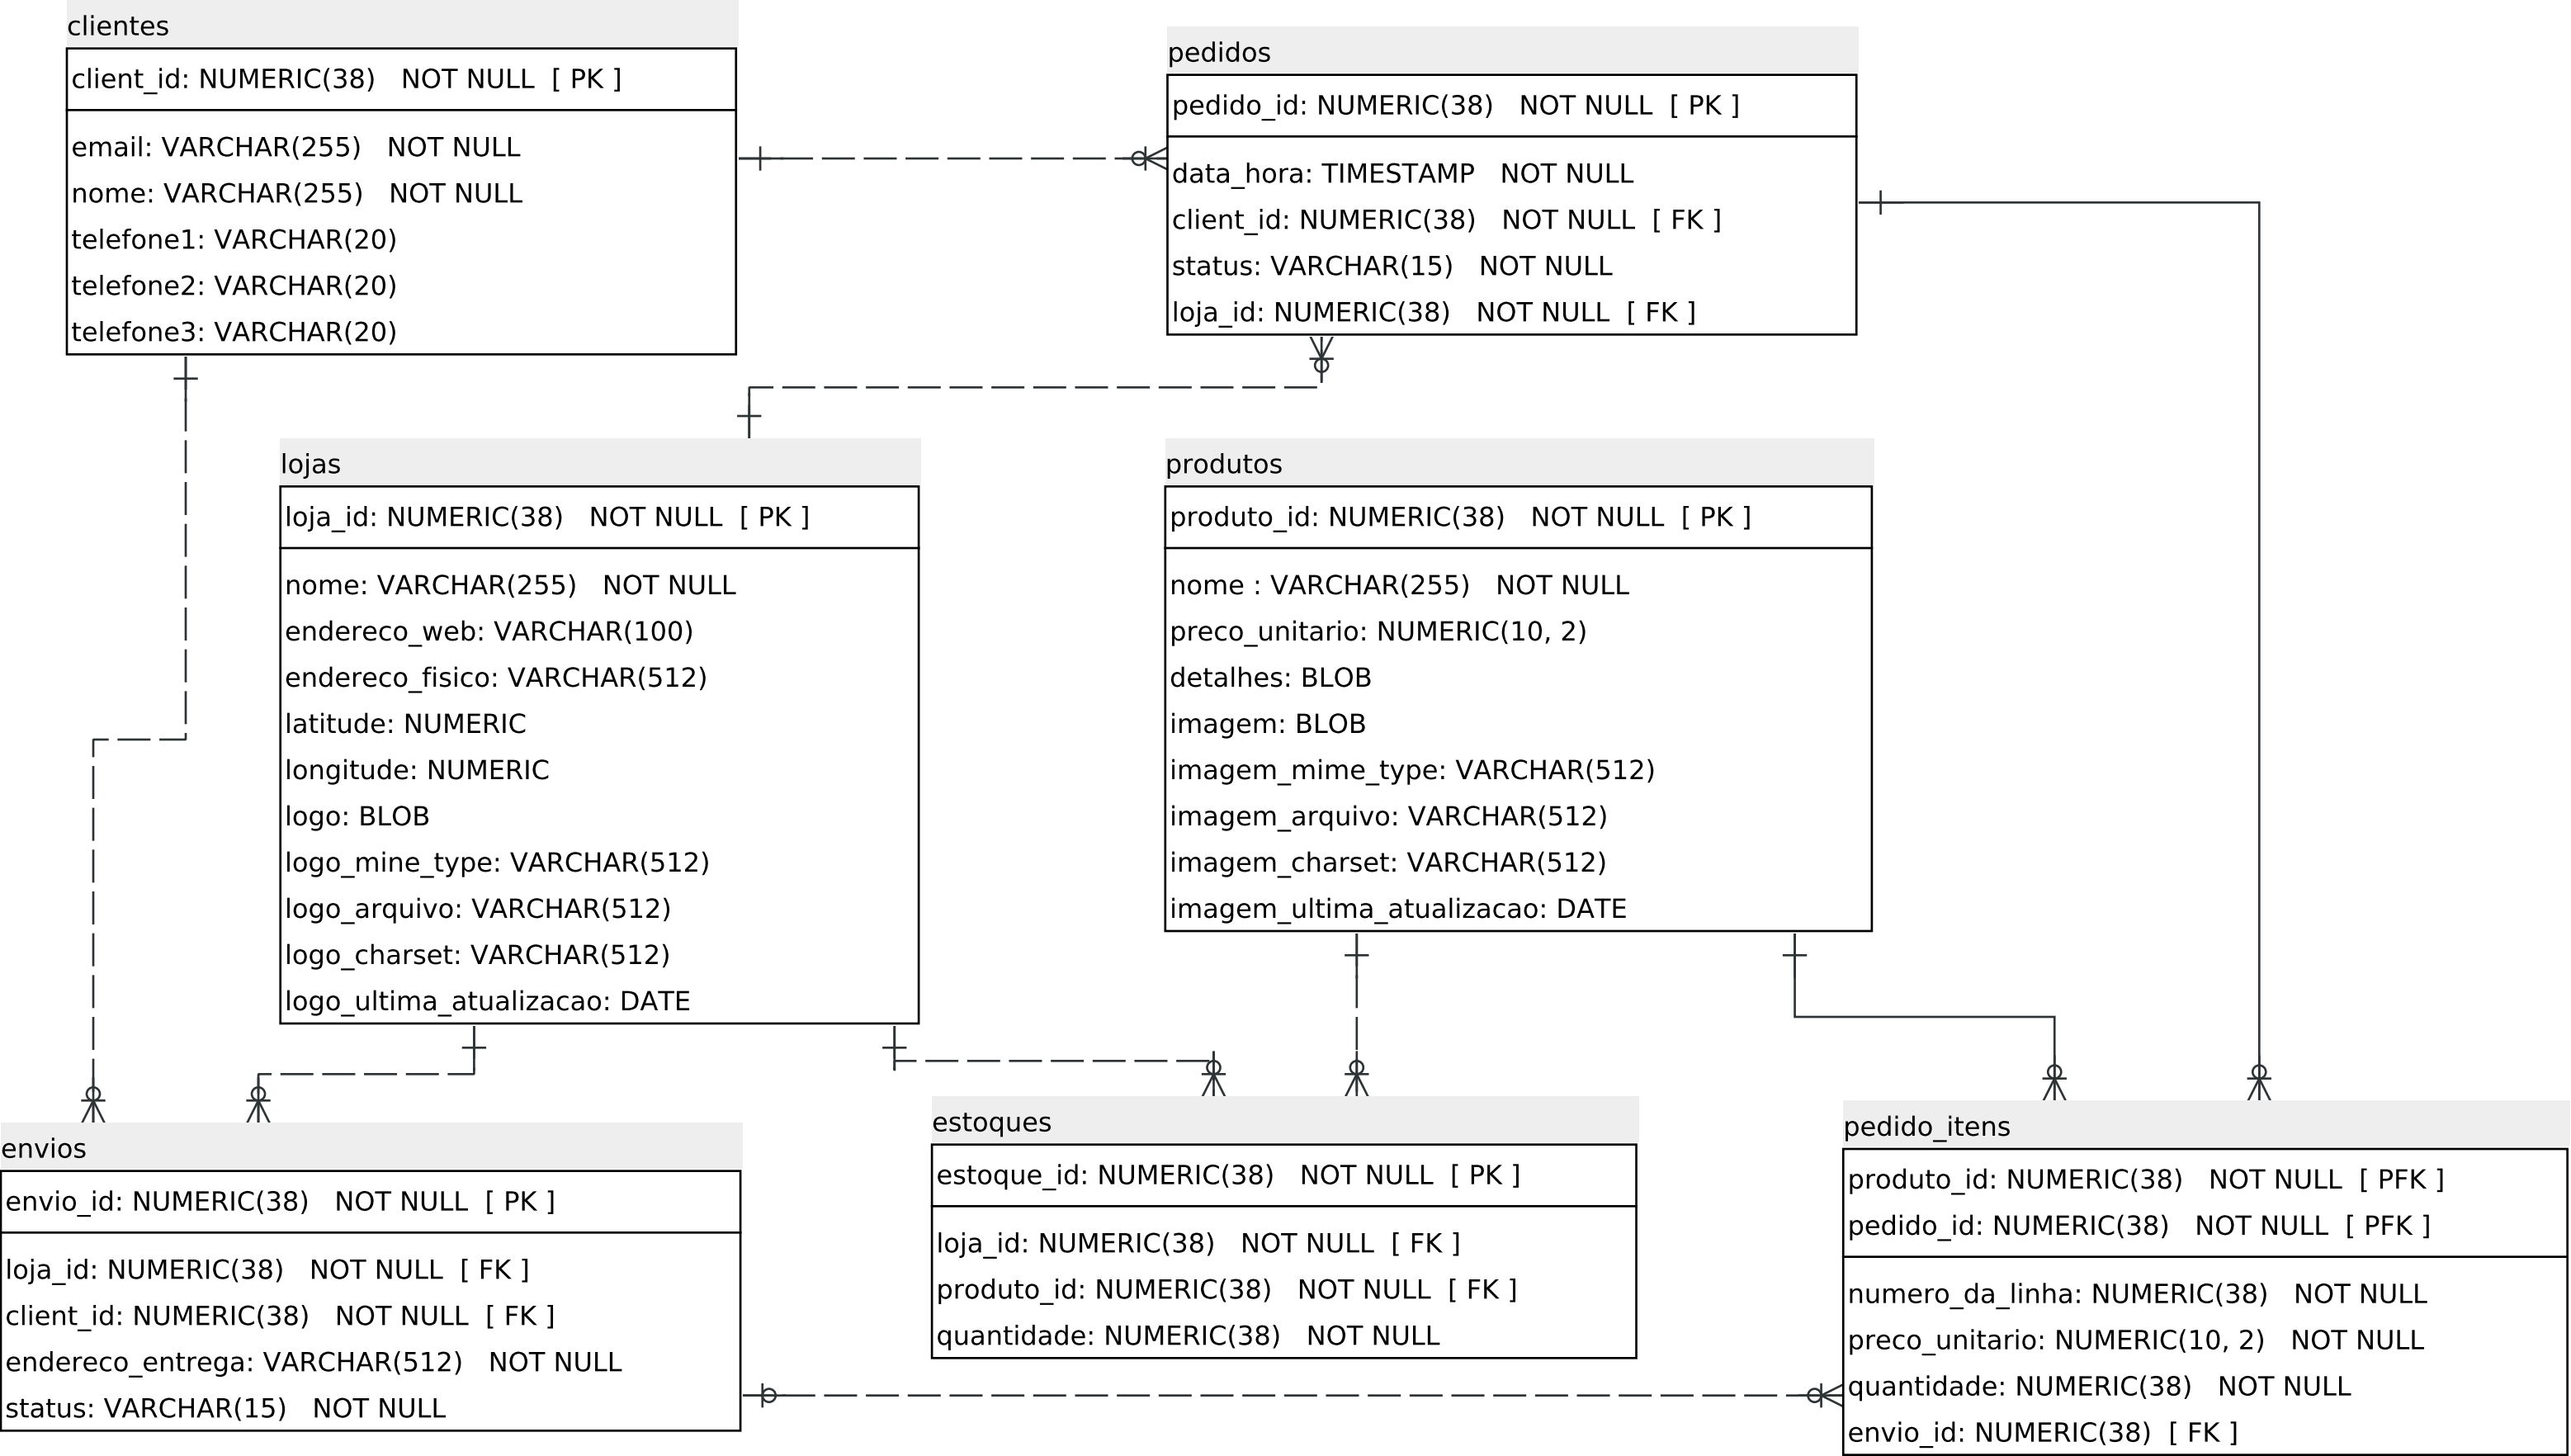 clientes
client_id: NUMERIC(38)   NOT NULL  [ PK ]
email: VARCHAR(255)   NOT NULL
nome: VARCHAR(255)   NOT NULL
telefone1: VARCHAR(20)
telefone2: VARCHAR(20)
telefone3: VARCHAR(20)
pedidos
pedido_id: NUMERIC(38)   NOT NULL  [ PK ]
data_hora: TIMESTAMP   NOT NULL
client_id: NUMERIC(38)   NOT NULL  [ FK ]
status: VARCHAR(15)   NOT NULL
loja_id: NUMERIC(38)   NOT NULL  [ FK ]
lojas
loja_id: NUMERIC(38)   NOT NULL  [ PK ]
nome: VARCHAR(255)   NOT NULL
endereco_web: VARCHAR(100)
endereco_fisico: VARCHAR(512)
latitude: NUMERIC
longitude: NUMERIC
logo: BLOB
logo_mine_type: VARCHAR(512)
logo_arquivo: VARCHAR(512)
logo_charset: VARCHAR(512)
logo_ultima_atualizacao: DATE
produtos
produto_id: NUMERIC(38)   NOT NULL  [ PK ]
nome : VARCHAR(255)   NOT NULL
preco_unitario: NUMERIC(10, 2)
detalhes: BLOB
imagem: BLOB
imagem_mime_type: VARCHAR(512)
imagem_arquivo: VARCHAR(512)
imagem_charset: VARCHAR(512)
imagem_ultima_atualizacao: DATE
envios
envio_id: NUMERIC(38)   NOT NULL  [ PK ]
loja_id: NUMERIC(38)   NOT NULL  [ FK ]
client_id: NUMERIC(38)   NOT NULL  [ FK ]
endereco_entrega: VARCHAR(512)   NOT NULL
status: VARCHAR(15)   NOT NULL
estoques
estoque_id: NUMERIC(38)   NOT NULL  [ PK ]
loja_id: NUMERIC(38)   NOT NULL  [ FK ]
produto_id: NUMERIC(38)   NOT NULL  [ FK ]
quantidade: NUMERIC(38)   NOT NULL
pedido_itens
produto_id: NUMERIC(38)   NOT NULL  [ PFK ]
pedido_id: NUMERIC(38)   NOT NULL  [ PFK ]
numero_da_linha: NUMERIC(38)   NOT NULL
preco_unitario: NUMERIC(10, 2)   NOT NULL
quantidade: NUMERIC(38)   NOT NULL
envio_id: NUMERIC(38)  [ FK ]